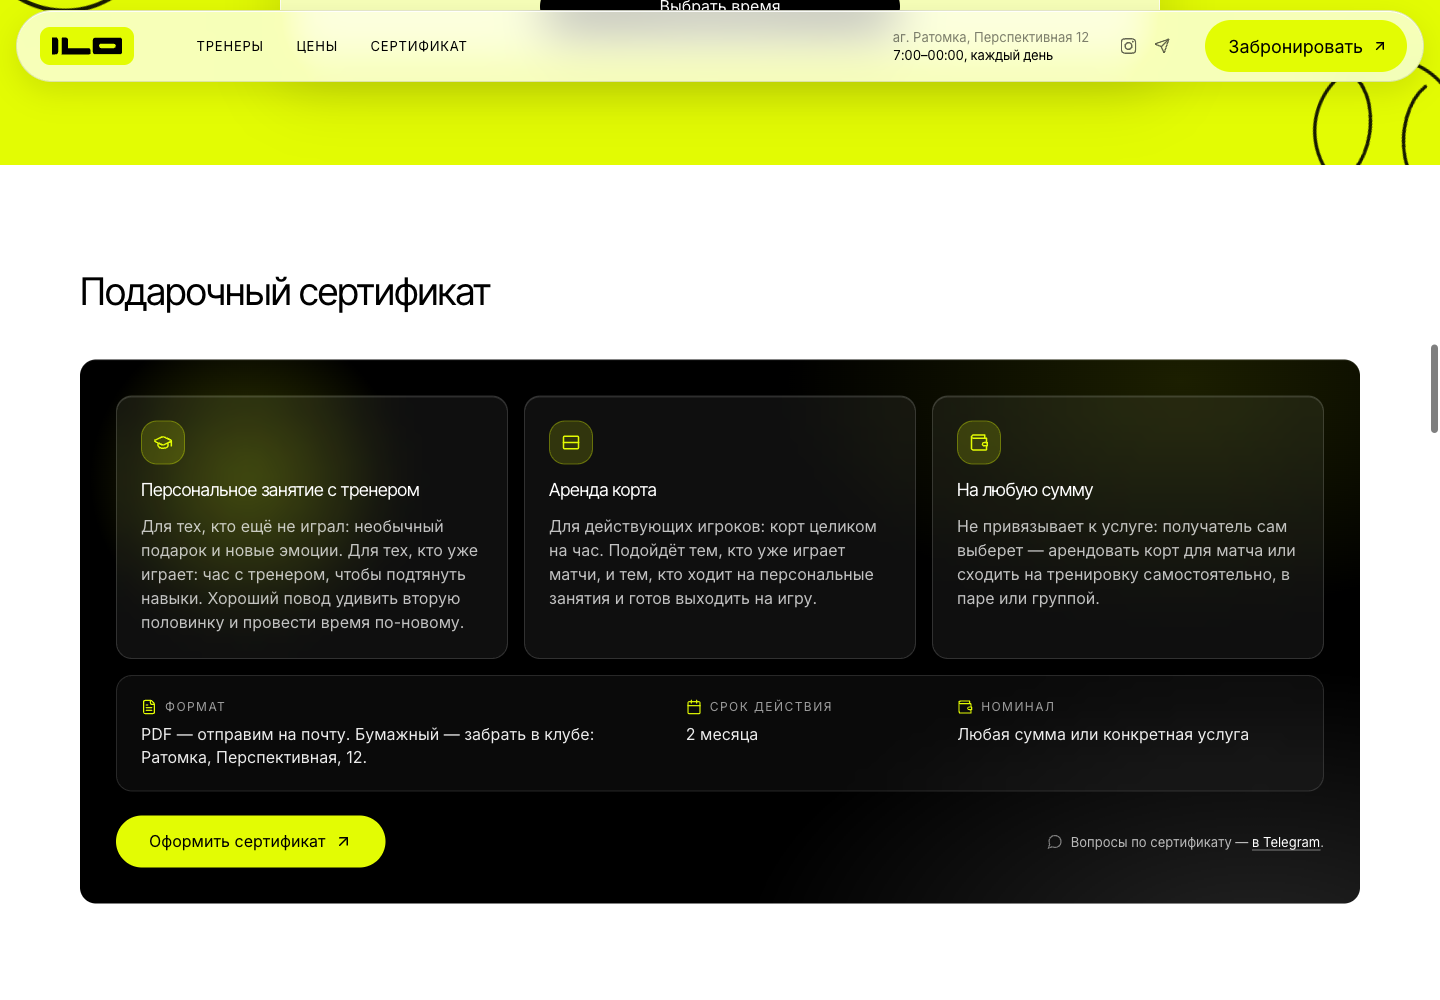 Выбрать время
ILO
ТРЕНЕРЫ
ЦЕНЫ
СЕРТИФИКАТ
аг. Ратомка, Перспективная 12
7:00–00:00, каждый день
Забронировать
Подарочный сертификат
Персональное занятие с тренером
Для тех, кто ещё не играл: необычный
подарок и новые эмоции. Для тех, кто уже
играет: час с тренером, чтобы подтянуть
навыки. Хороший повод удивить вторую
половинку и провести время по-новому.
Аренда корта
Для действующих игроков: корт целиком
на час. Подойдёт тем, кто уже играет
матчи, и тем, кто ходит на персональные
занятия и готов выходить на игру.
На любую сумму
Не привязывает к услуге: получатель сам
выберет — арендовать корт для матча или
сходить на тренировку самостоятельно, в
паре или группой.
ФОРМАТ
PDF — отправим на почту. Бумажный — забрать в клубе:
Ратомка, Перспективная, 12.
СРОК ДЕЙСТВИЯ
2 месяца
НОМИНАЛ
Любая сумма или конкретная услуга
Оформить сертификат
Вопросы по сертификату — в Telegram.